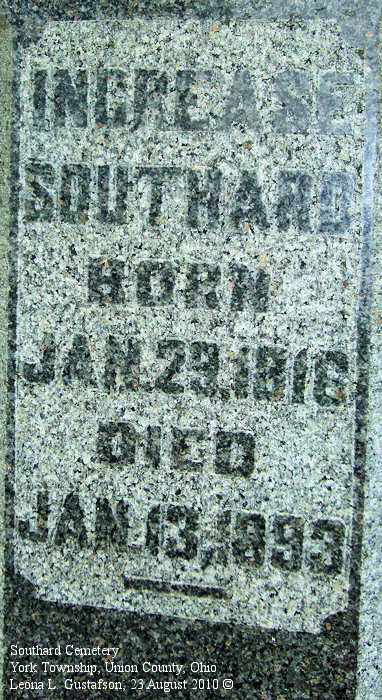 INCREASE
SOUTHARD
BORN
JAN. 29, 1816
DIED
JAN. 13, 1893
Southard Cemetery
York Township, Union County, Ohio
Leona L. Gustafson, 23 August 2010 ©